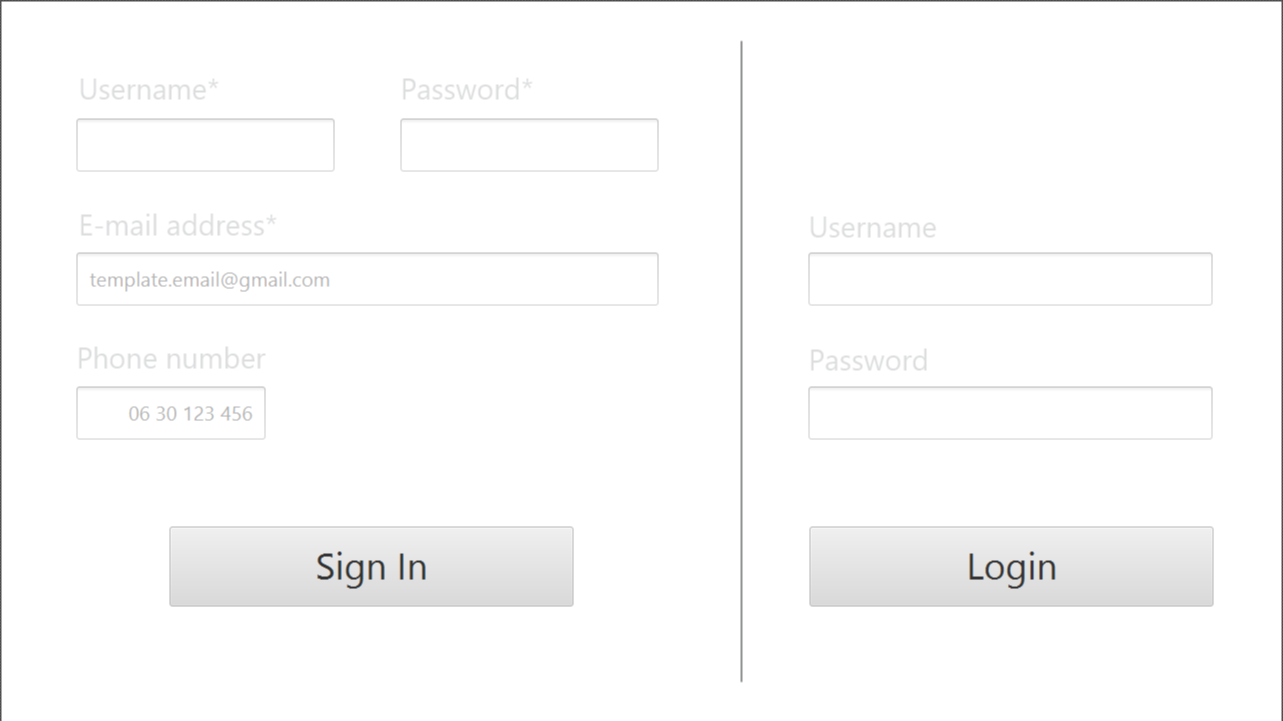 Username*
Password*
E-mail address*
template.email@gmail.com
Phone number
06 30 123 456
Sign In
Username
Password
Login